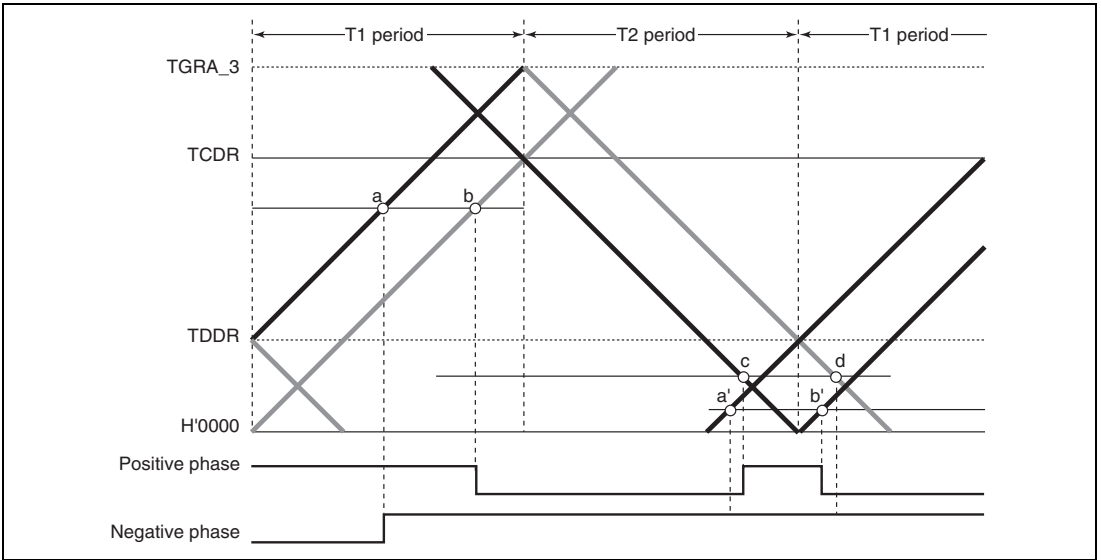 T1 period T2 period T1 period
TGRA_3
TCDR
a b
TDDR
c d
a' b'
H'0000
Positive phase
Negative phase